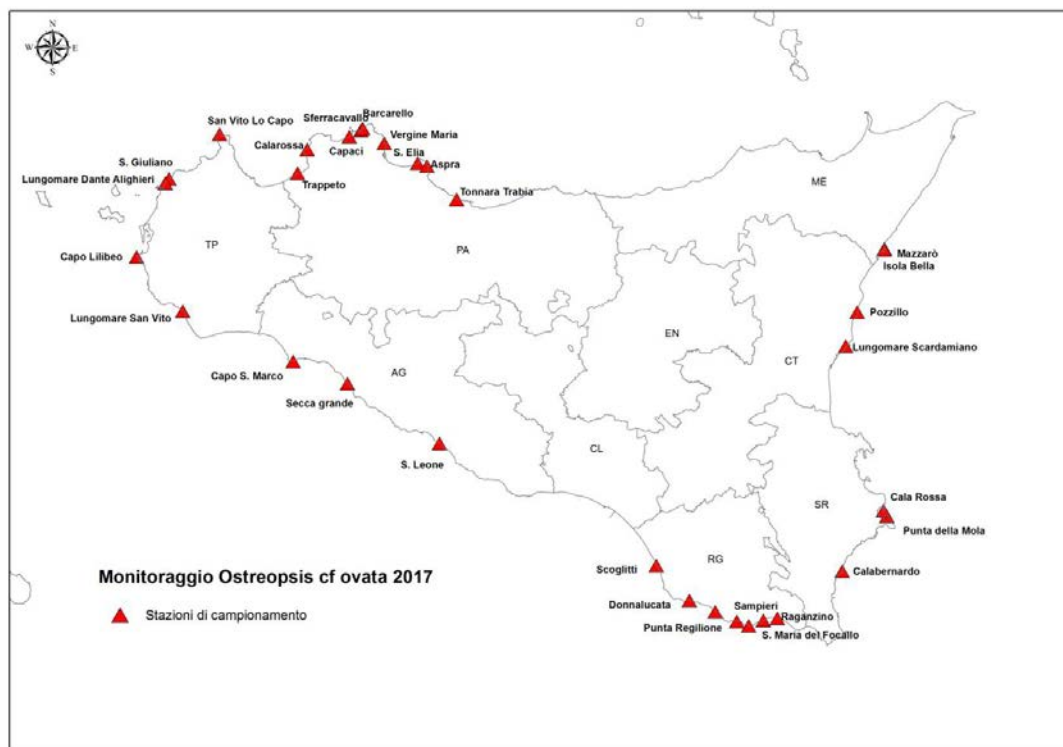 N
W E
S
San Vito Lo Capo
Sferracavallo
Barcarello
Calarossa
Capaci
Vergine Maria
S. Elia
Aspra
S. Giuliano
Lungomare Dante Alighieri
Trappeto
Tonnara Trabia
ME
TP
PA
Capo Lilibeo
Mazzarò
Isola Bella
Lungomare San Vito
Pozzillo
EN
Lungomare Scardamiano
CT
Capo S. Marco
AG
Secca grande
S. Leone
CL
SR
Cala Rossa
Punta della Mola
RG
Scoglitti
Calabernardo
Monitoraggio Ostreopsis cf ovata 2017
Stazioni di campionamento
Donnalucata
Sampieri
Raganzino
Punta Regilione
S. Maria del Focallo